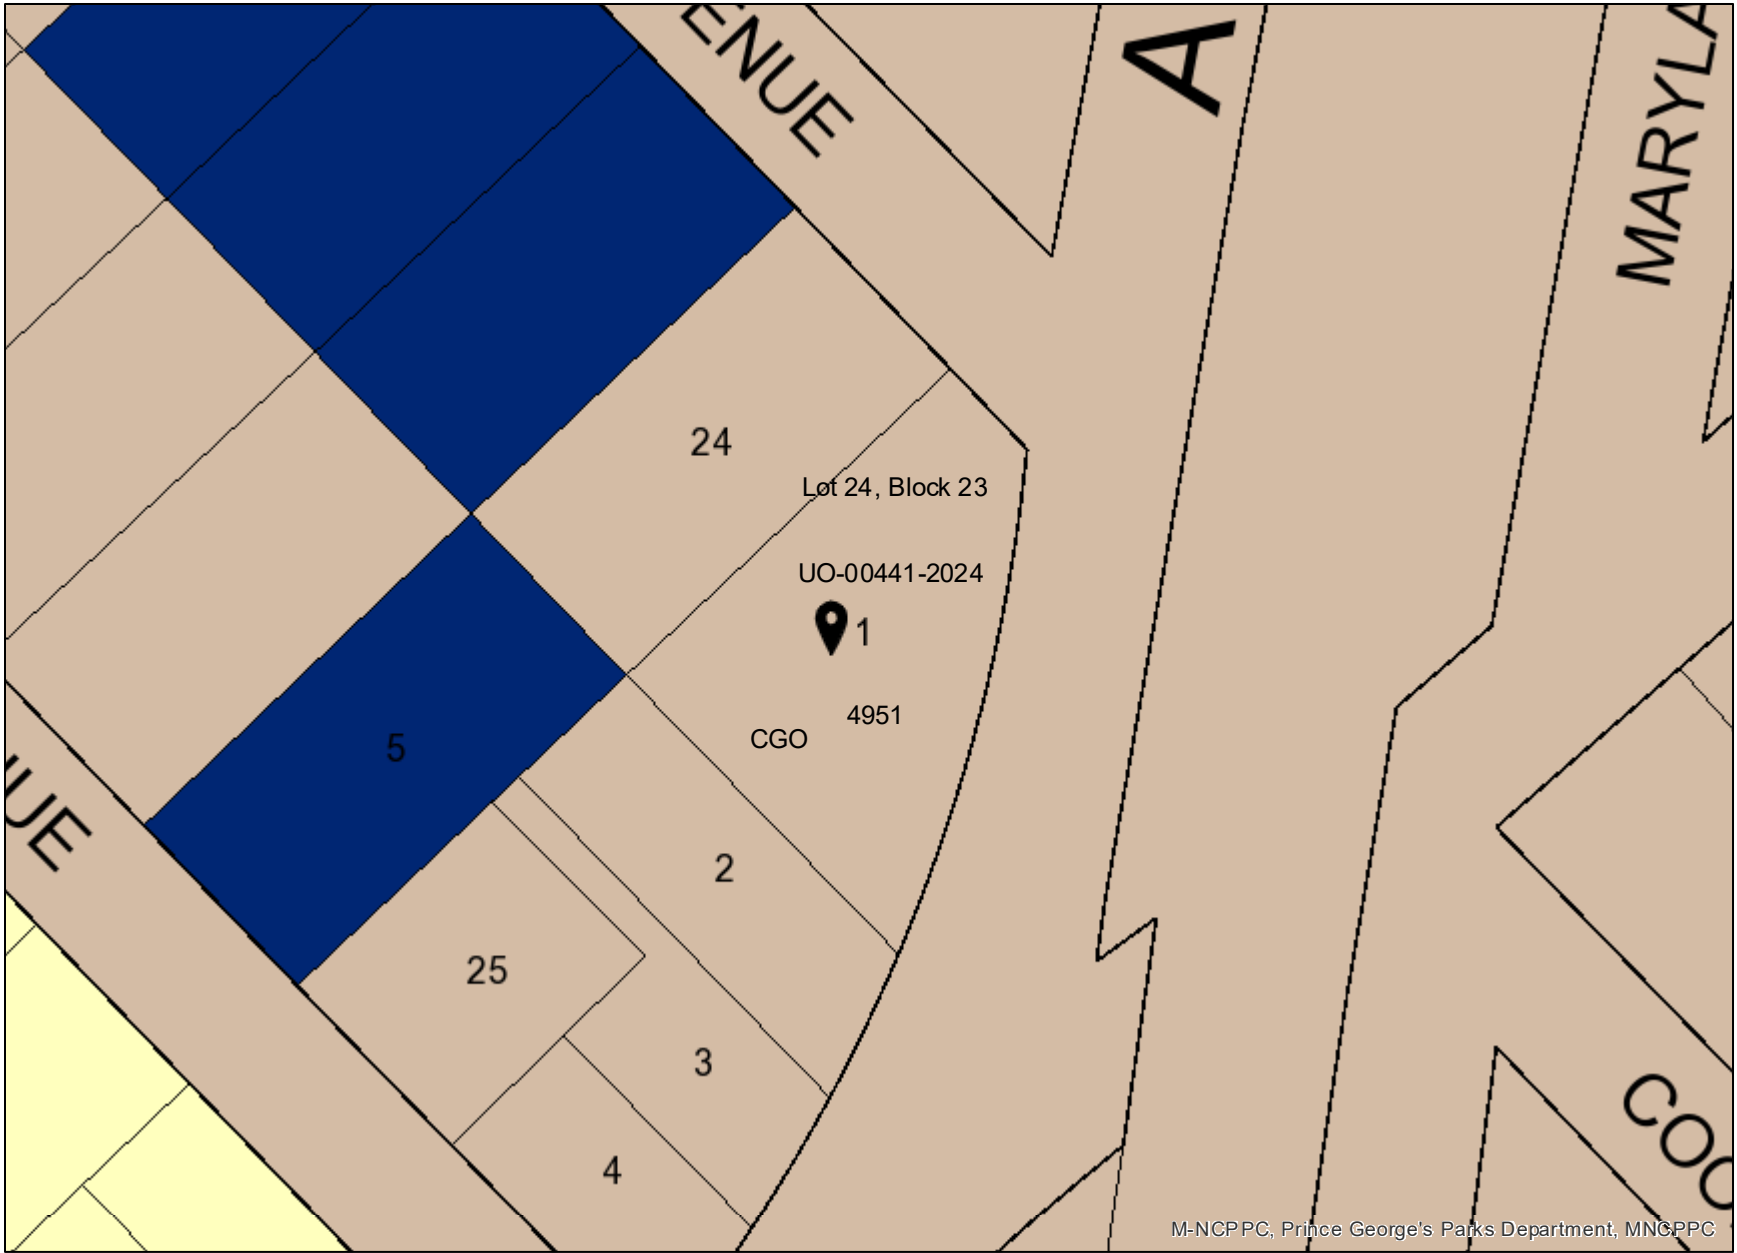 ENUE
A
MARYLA
24
Lot 24, Block 23
UO-00441-2024
1
4951
CGO
5
UE
2
25
3
4
COO
M-NCPPC, Prince George's Parks Department, MNCPPC